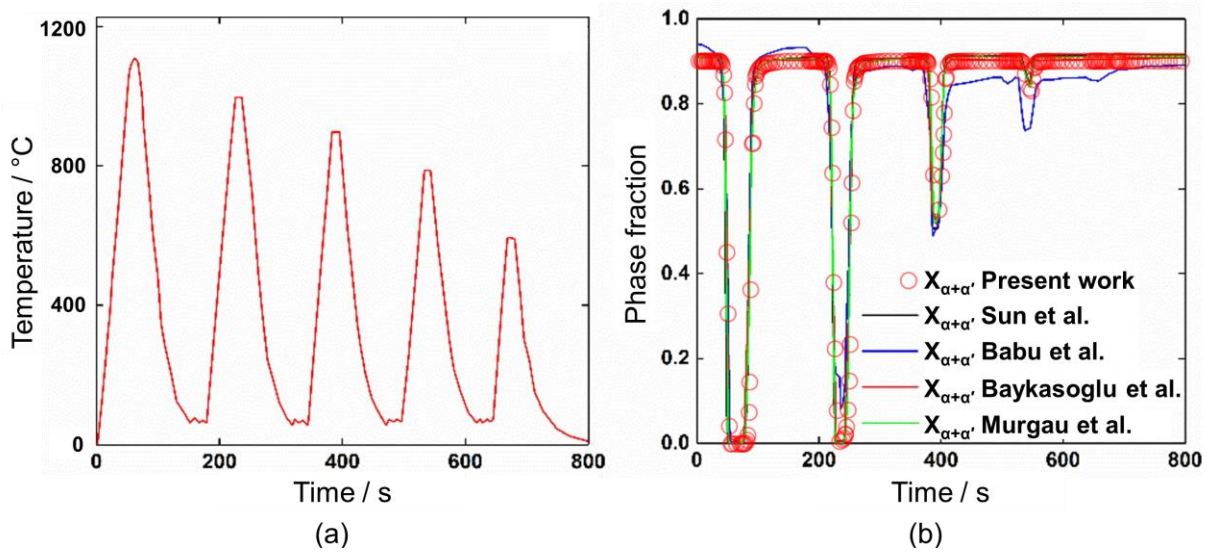 1200
800
400
0
0
200
400
600
800
Temperature / °C
Time / s
(a)
1.0
0.8
0.6
0.4
0.2
0.0
0
200
400
600
800
Phase fraction
Time / s
X α+α′ Present work
X α+α′ Sun et al.
X α+α′ Babu et al.
X α+α′ Baykasoglu et al.
X α+α′ Murgau et al.
(b)